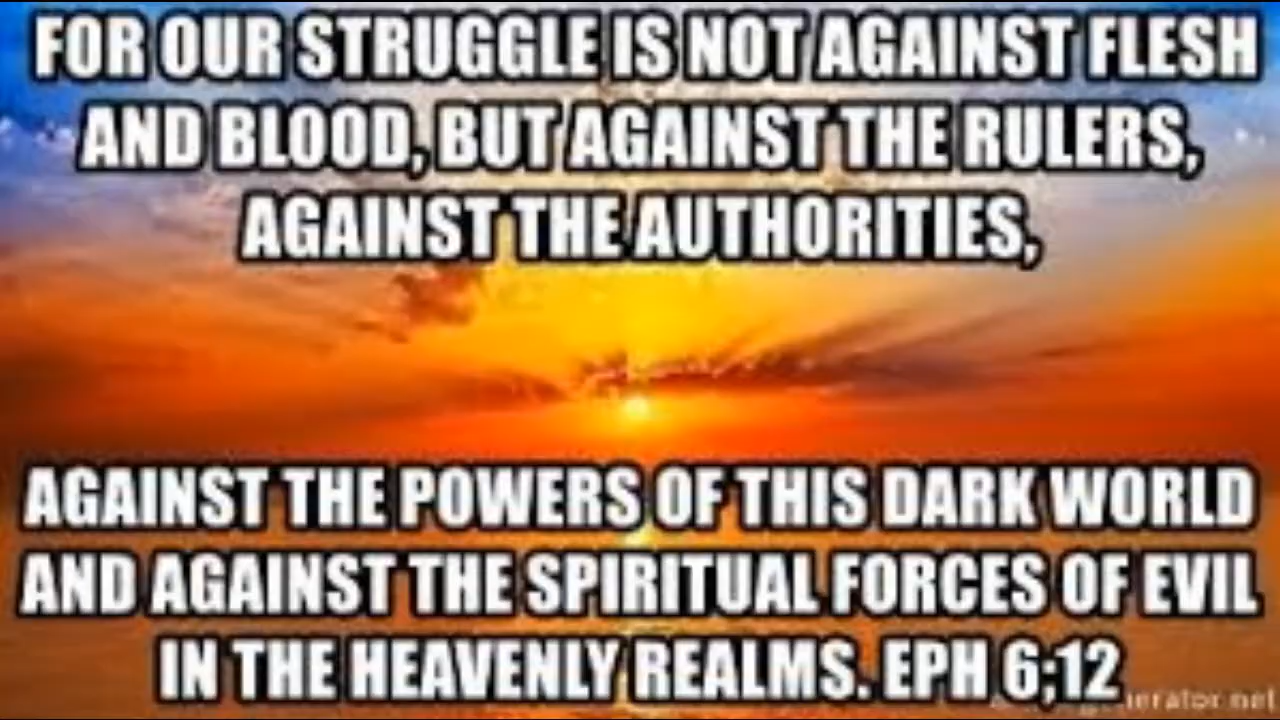 FOR OUR STRUGGLE IS NOT AGAINST FLESH
AND BLOOD, BUT AGAINST THE RULERS,
AGAINST THE AUTHORITIES,
AGAINST THE POWERS OF THIS DARK WORLD
AND AGAINST THE SPIRITUAL FORCES OF EVIL
IN THE HEAVENLY REALMS. EPH 6;12